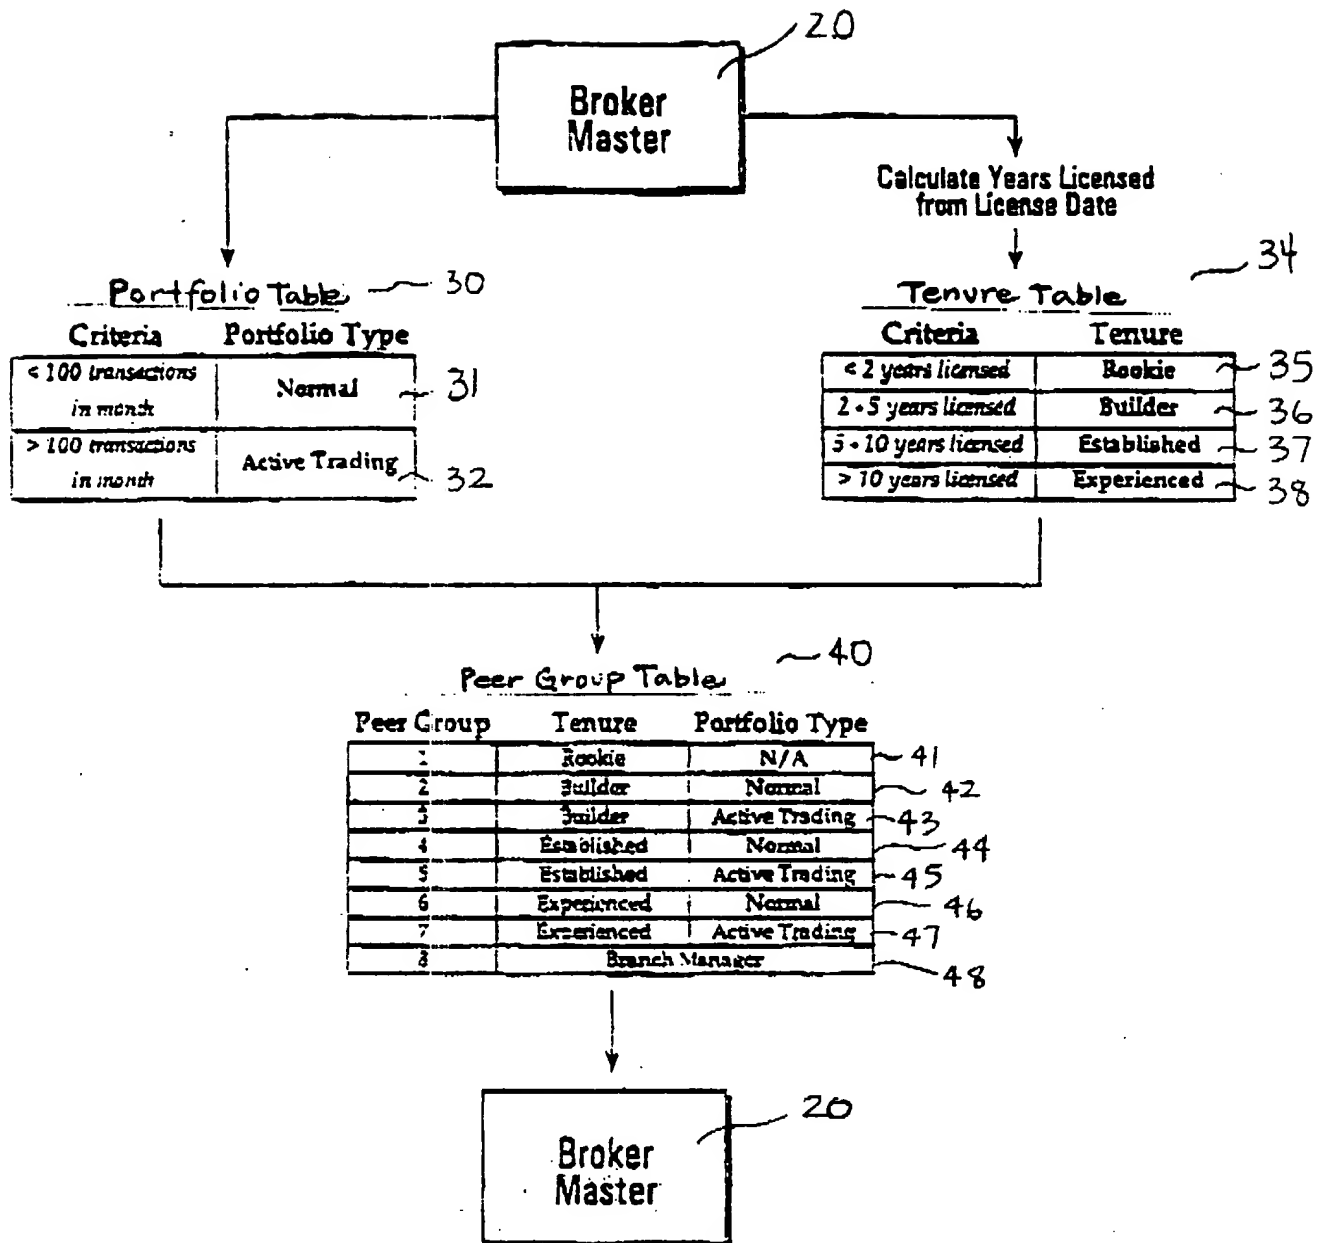 20
Broker
Master
Calculate Years Licensed
from License Date
Portfolio Table 30
Criteria Portfolio Type
< 100 transactions
in month
Normal 31
> 100 transactions
in month
Active Trading 32
34
Tenure Table
Criteria Tenure
< 2 years licensed Rookie 35
2 - 5 years licensed Builder 36
5 - 10 years licensed Established 37
> 10 years licensed Experienced 38
40
Peer Group Table
Peer Group Tenure Portfolio Type
1 Rookie N/A 41
2 Builder Normal 42
3 Builder Active Trading 43
4 Established Normal 44
5 Established Active Trading 45
6 Experienced Normal 46
7 Experienced Active Trading 47
8 Branch Manager 48
20
Broker
Master